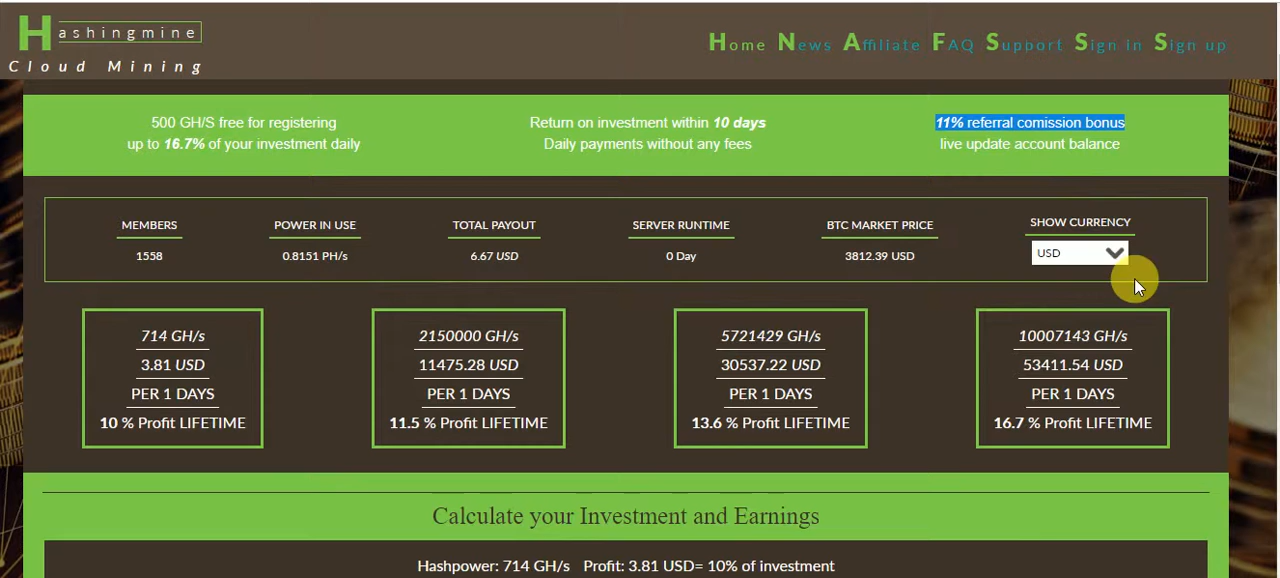 Hashingmine
Cloud Mining
Home News Affiliate FAQ Support Sign in Sign up
500 GH/S free for registering
up to 16.7% of your investment daily
Return on investment within 10 days
Daily payments without any fees
11% referral comission bonus
live update account balance
MEMBERS
1558
POWER IN USE
0.8151 PH/s
TOTAL PAYOUT
6.67 USD
SERVER RUNTIME
0 Day
BTC MARKET PRICE
3812.39 USD
SHOW CURRENCY
USD
714 GH/s
3.81 USD
PER 1 DAYS
10 % Profit LIFETIME
2150000 GH/s
11475.28 USD
PER 1 DAYS
11.5 % Profit LIFETIME
5721429 GH/s
30537.22 USD
PER 1 DAYS
13.6 % Profit LIFETIME
10007143 GH/s
53411.54 USD
PER 1 DAYS
16.7 % Profit LIFETIME
Calculate your Investment and Earnings
Hashpower: 714 GH/s Profit: 3.81 USD= 10% of investment